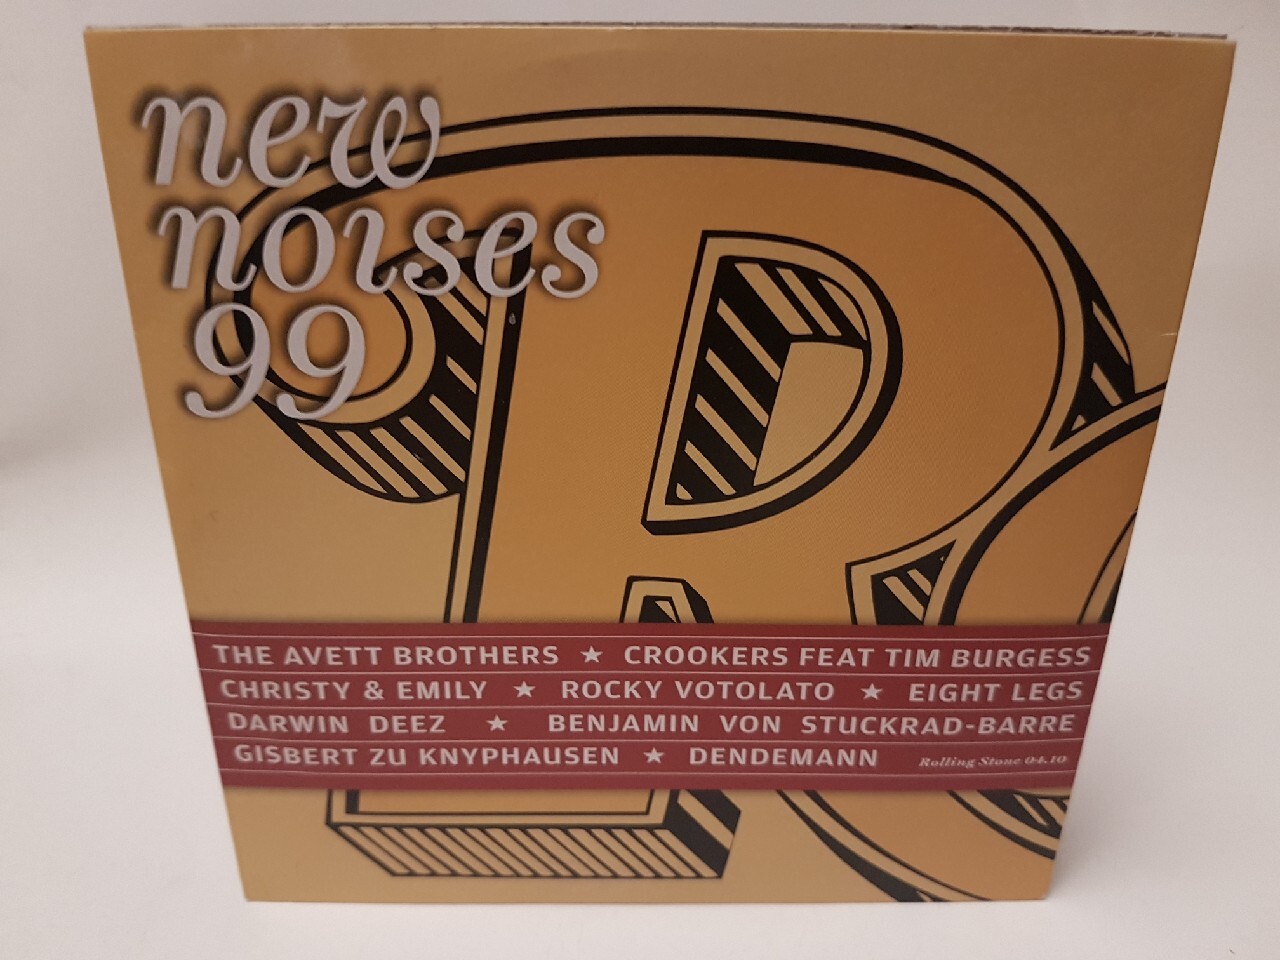 new
noises
99
THE AVETT BROTHERS ★ CROOKERS FEAT TIM BURGESS
CHRISTY & EMILY ★ ROCKY VOTOLATO ★ EIGHT LEGS
DARWIN DEEZ ★ BENJAMIN VON STUCKRAD-BARRE
GISBERT ZU KNYPHAUSEN ★ DENDEMANN Rolling Stone 04.10